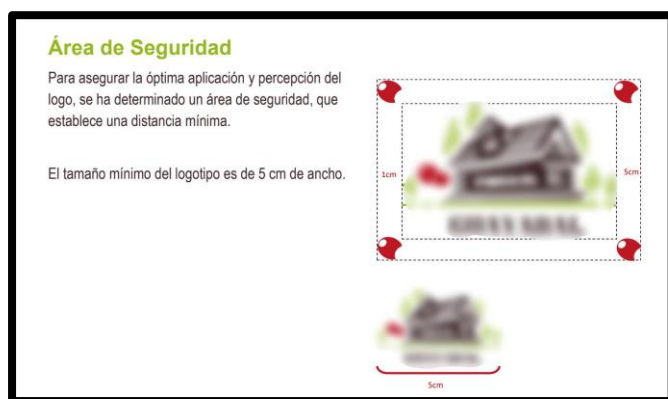 Área de Seguridad
Para asegurar la óptima aplicación y percepción del
logo, se ha determinado un área de seguridad, que
establece una distancia mínima.
El tamaño mínimo del logotipo es de 5 cm de ancho.
1cm
5cm
5cm